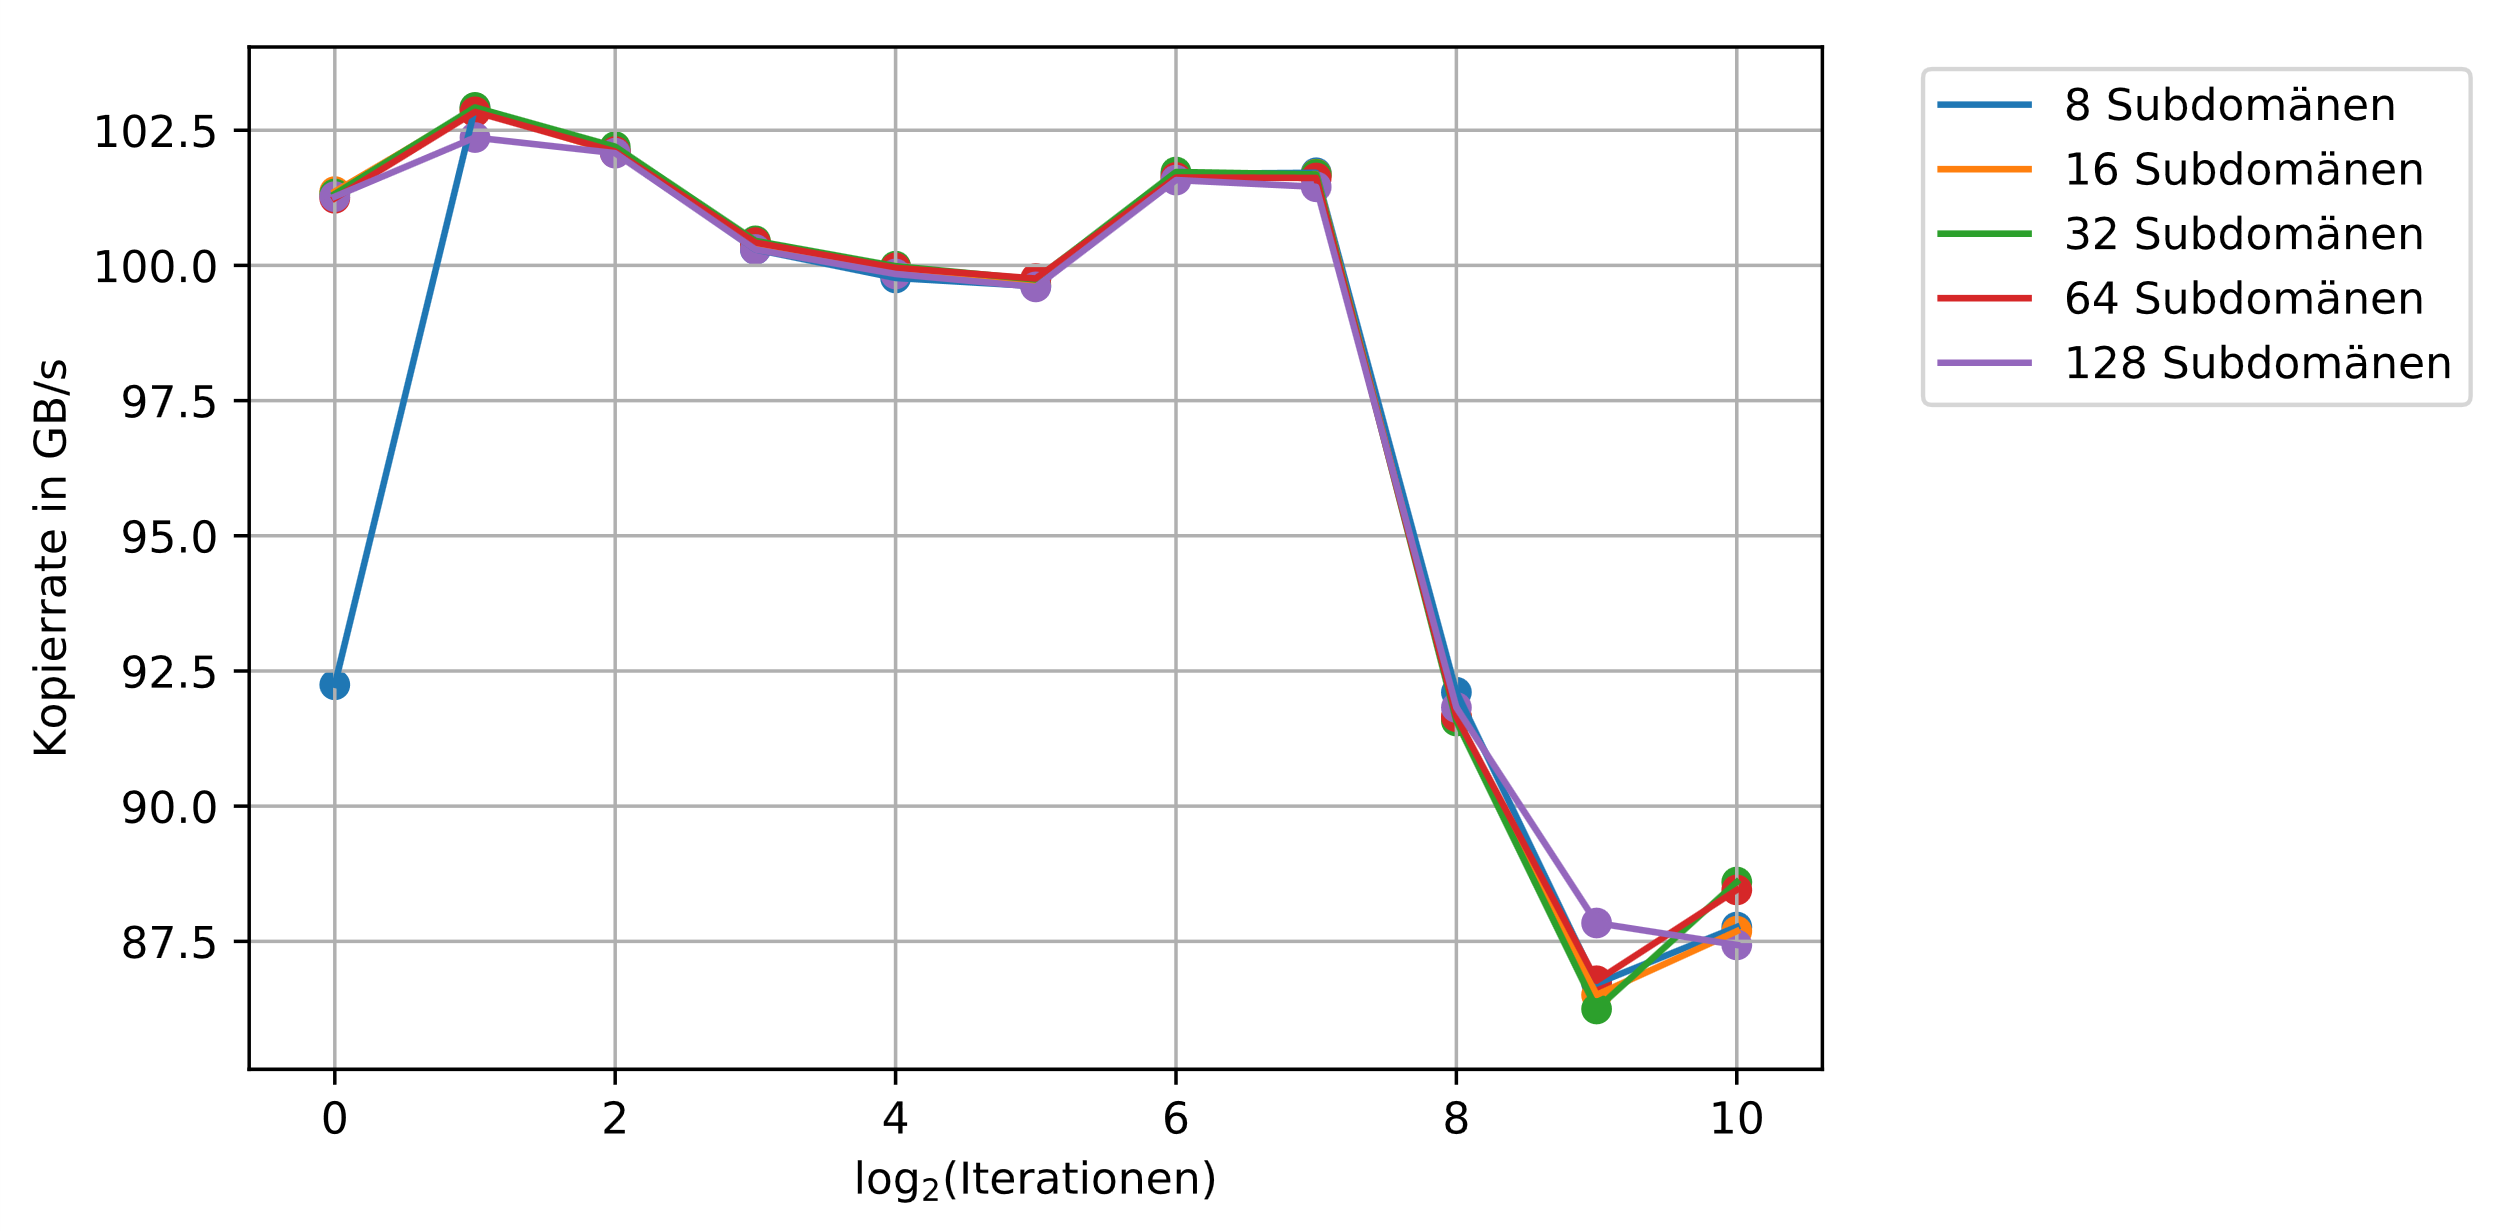 102.5
100.0
97.5
95.0
92.5
90.0
87.5
Kopierrate in GB/s
0 2 4 6 8 10
log₂(Iterationen)
8 Subdomänen
16 Subdomänen
32 Subdomänen
64 Subdomänen
128 Subdomänen